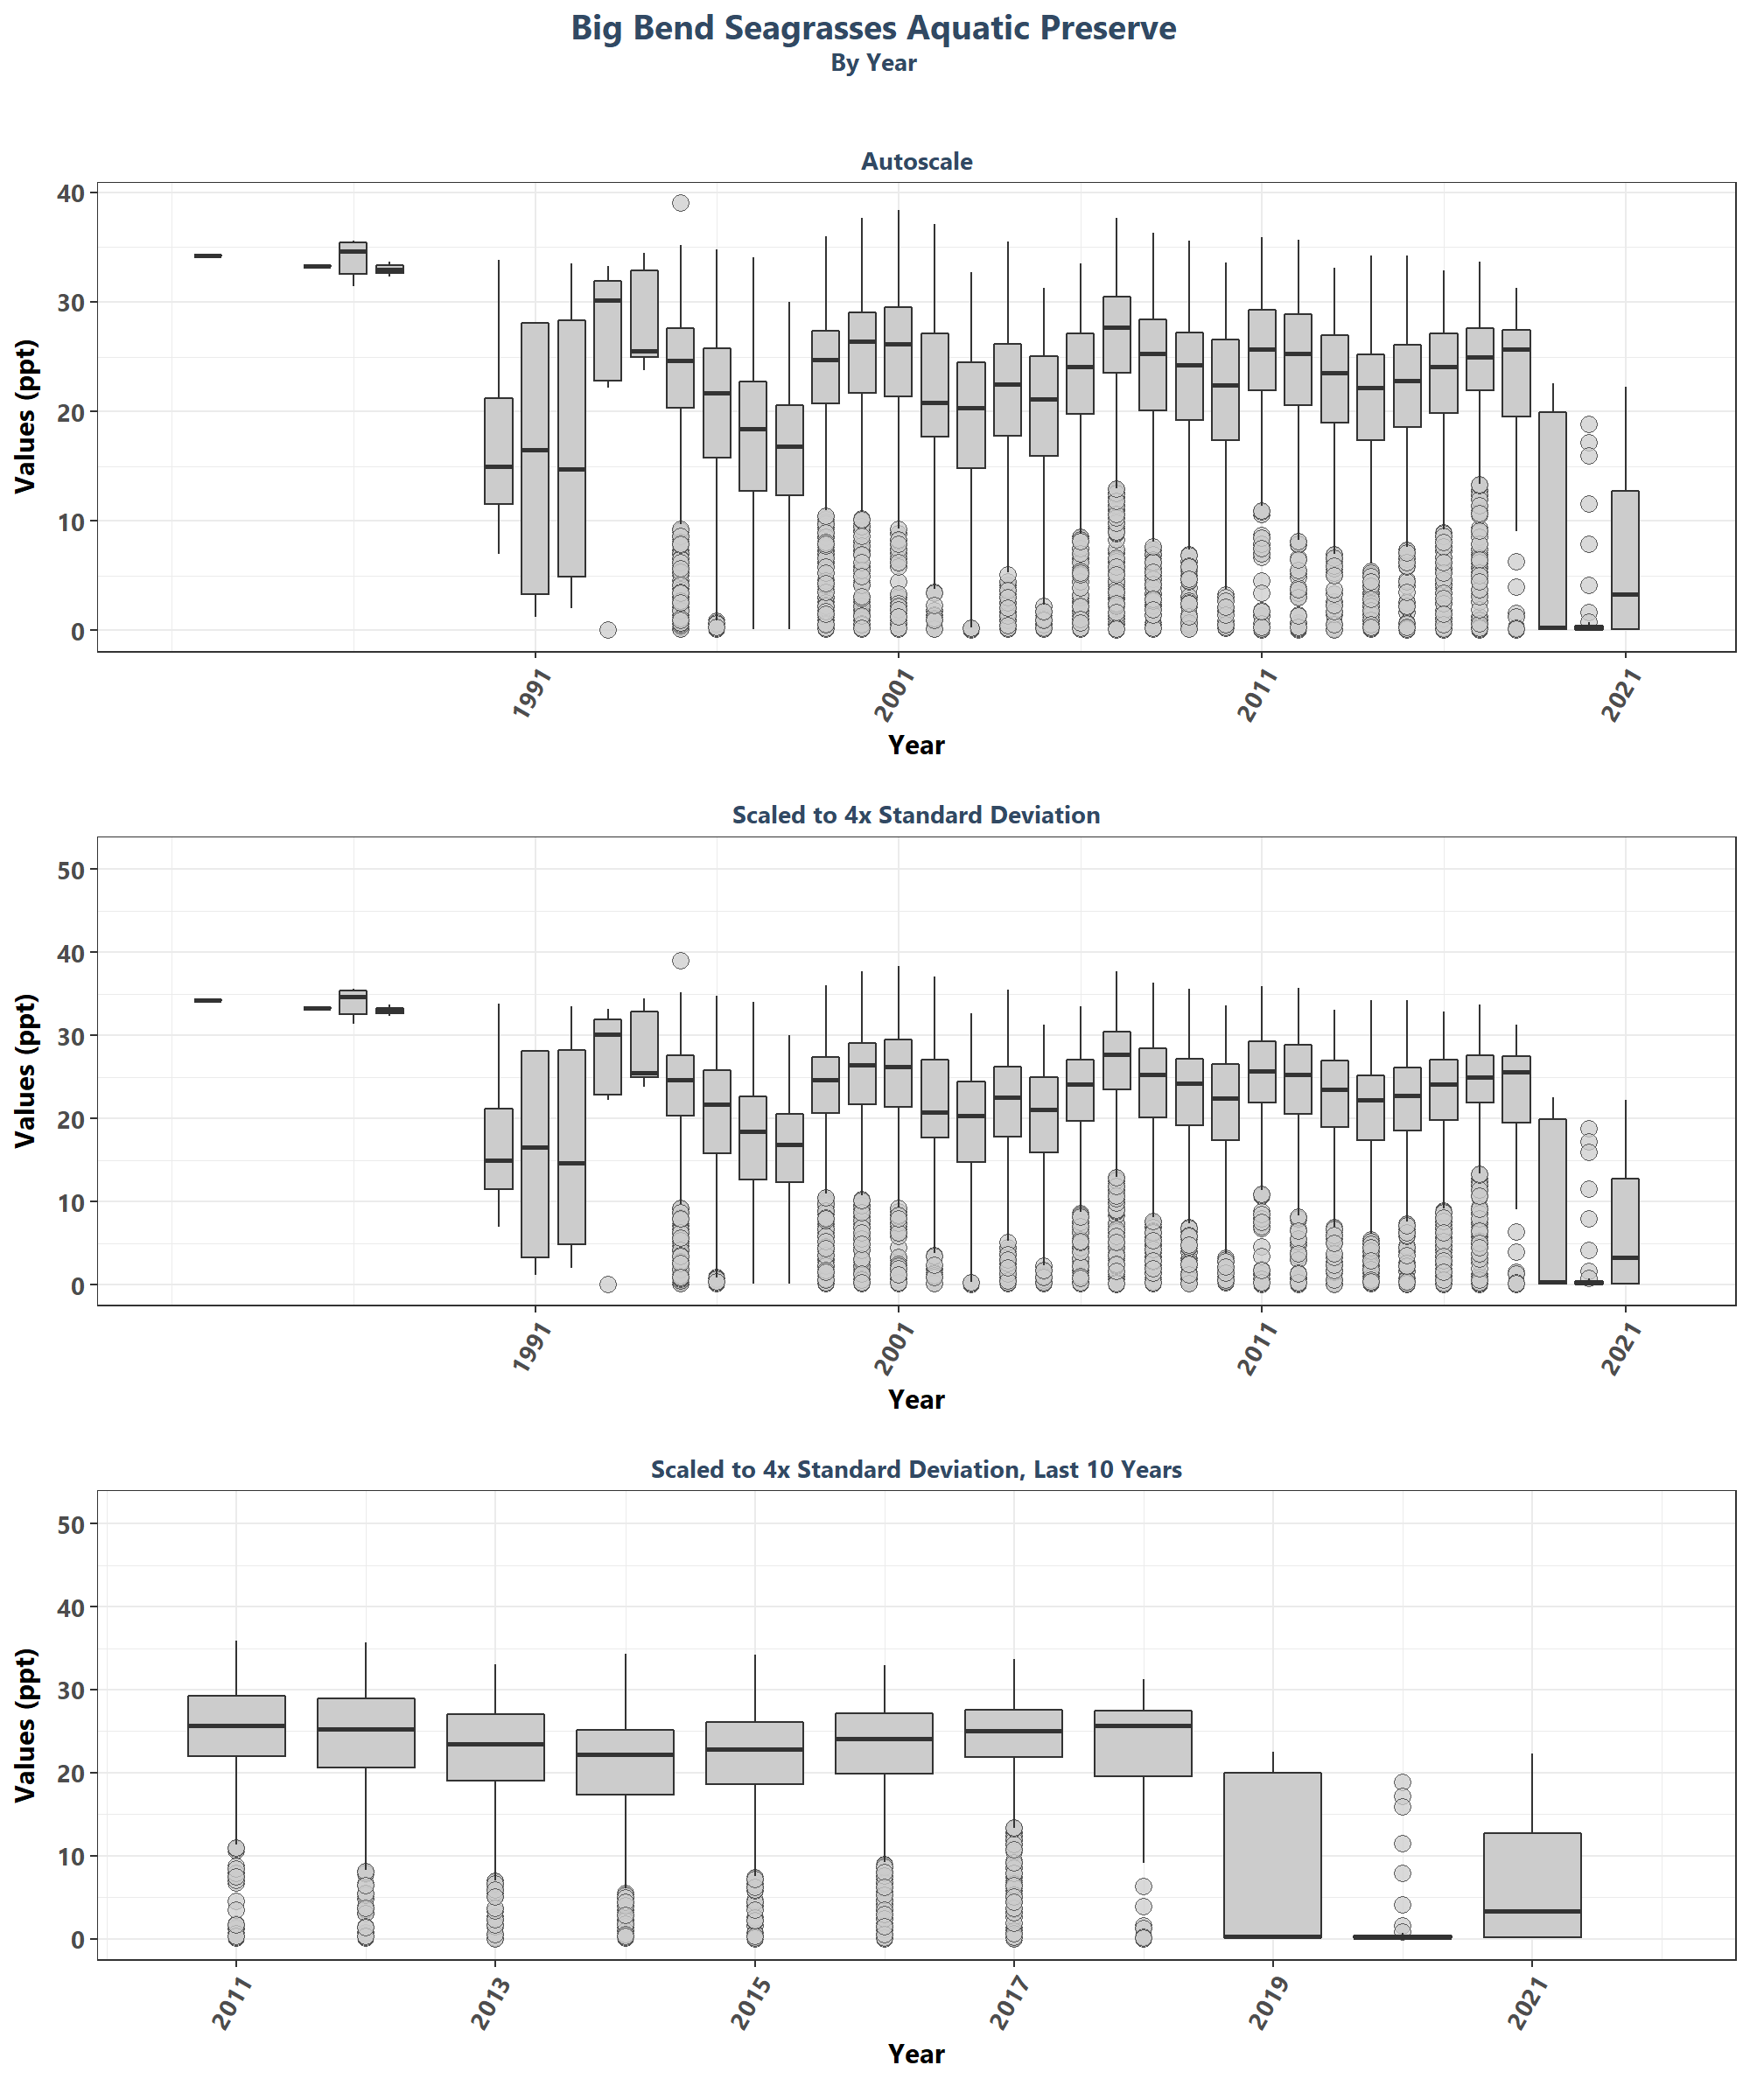 Big Bend Seagrasses Aquatic Preserve
By Year
Autoscale
Values (ppt)
40
30
20
10
0
1991 2001 2011 2021
Year
Scaled to 4x Standard Deviation
Values (ppt)
50
40
30
20
10
0
1991 2001 2011 2021
Year
Scaled to 4x Standard Deviation, Last 10 Years
Values (ppt)
50
40
30
20
10
0
2011 2013 2015 2017 2019 2021
Year